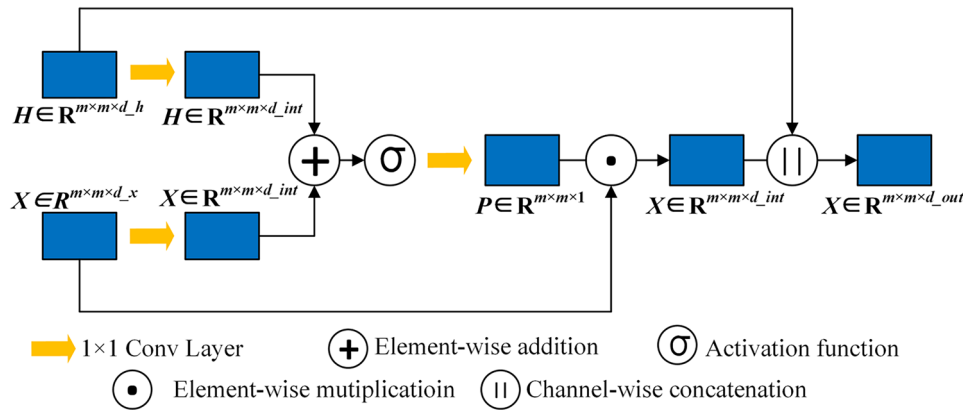 H∈R^{m×m×d_h}
H∈R^{m×m×d_int}
+
σ
X∈R^{m×m×d_x}
X∈R^{m×m×d_int}
P∈R^{m×m×1}
X∈R^{m×m×d_int}
||
X∈R^{m×m×d_out}
1×1 Conv Layer
+ Element-wise addition
σ Activation function
Element-wise mutiplicatioin
|| Channel-wise concatenation